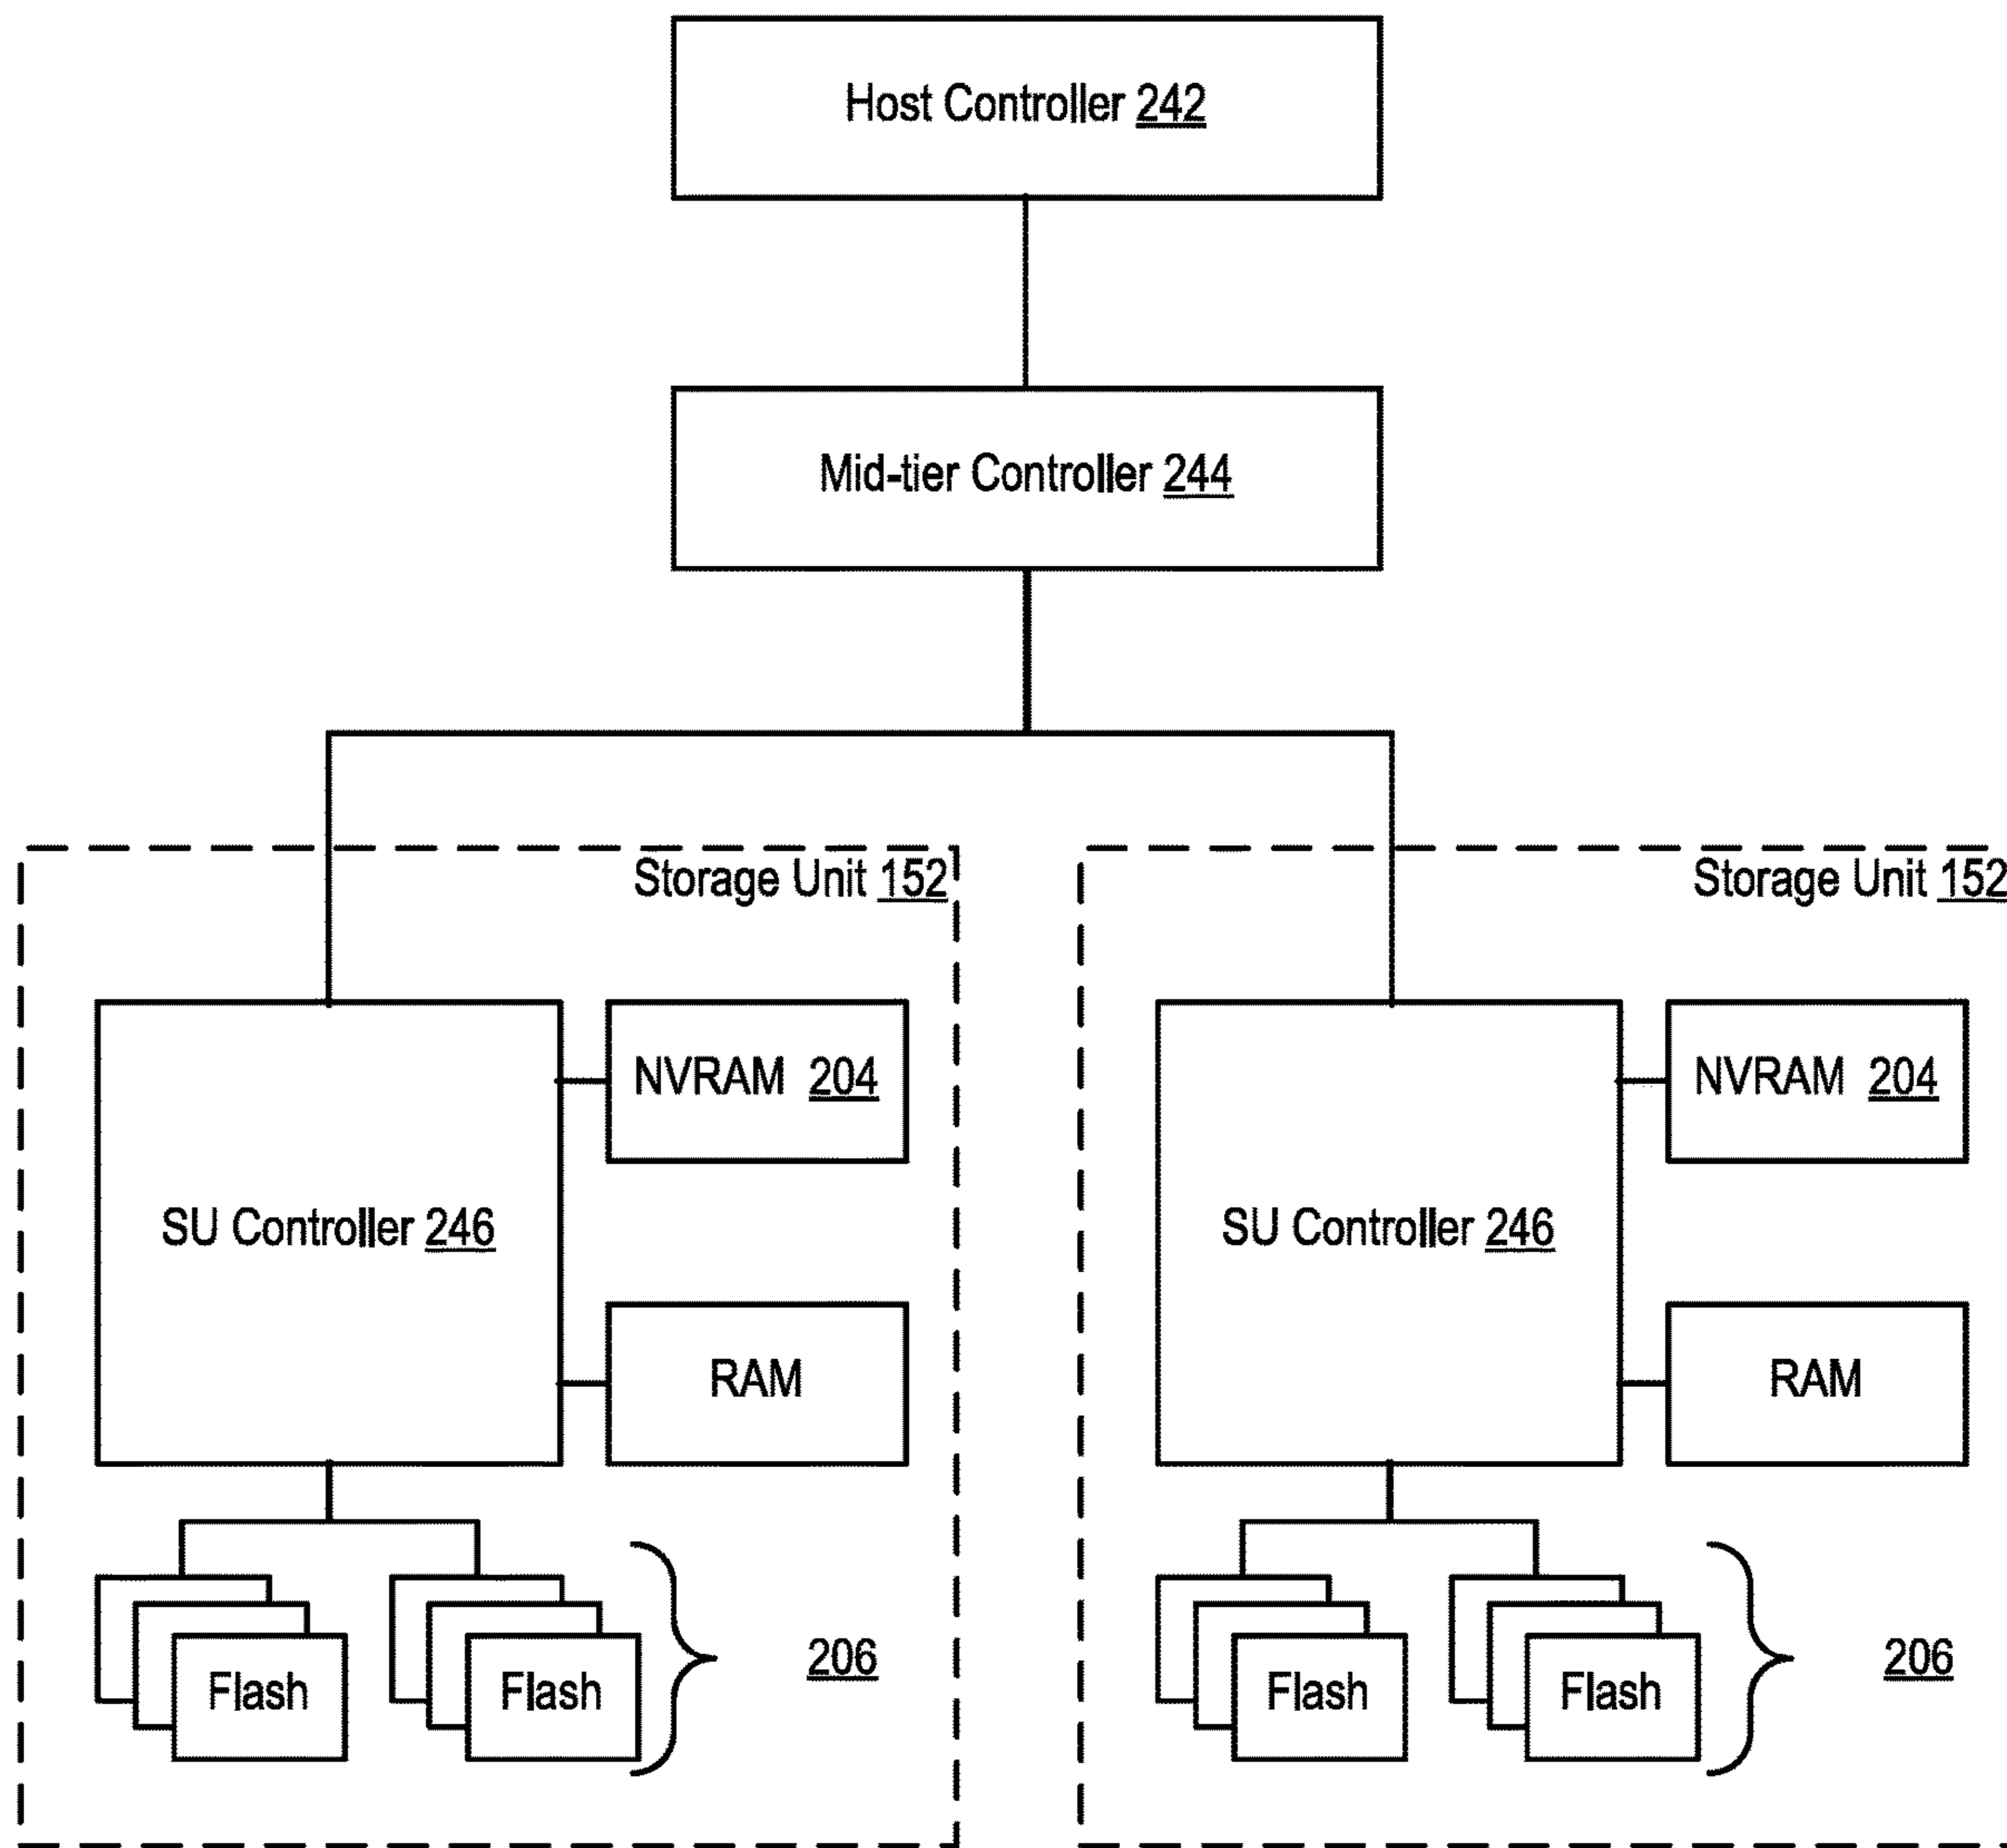 Host Controller 242
Mid-tier Controller 244
Storage Unit 152
Storage Unit 152
NVRAM 204
NVRAM 204
SU Controller 246
SU Controller 246
RAM
RAM
206
206
Flash
Flash
Flash
Flash